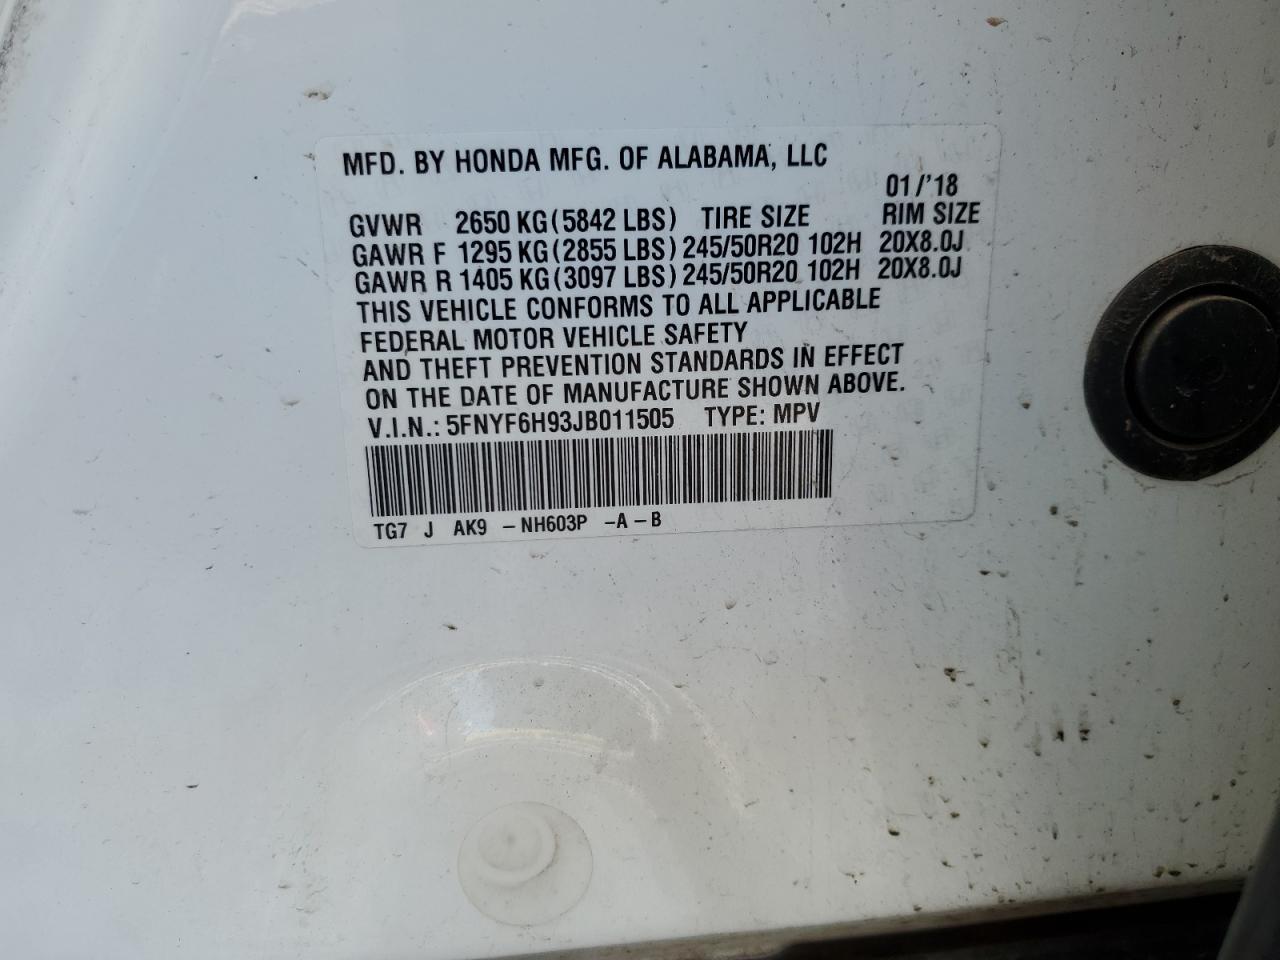 MFD. BY HONDA MFG. OF ALABAMA, LLC
01/'18
GVWR 2650 KG(5842 LBS) TIRE SIZE RIM SIZE
GAWR F 1295 KG(2855 LBS) 245/50R20 102H 20X8.0J
GAWR R 1405 KG(3097 LBS) 245/50R20 102H 20X8.0J
THIS VEHICLE CONFORMS TO ALL APPLICABLE
FEDERAL MOTOR VEHICLE SAFETY
AND THEFT PREVENTION STANDARDS IN EFFECT
ON THE DATE OF MANUFACTURE SHOWN ABOVE.
V.I.N.: 5FNYF6H93JB011505 TYPE: MPV
TG7 J AK9 -NH603P -A-B